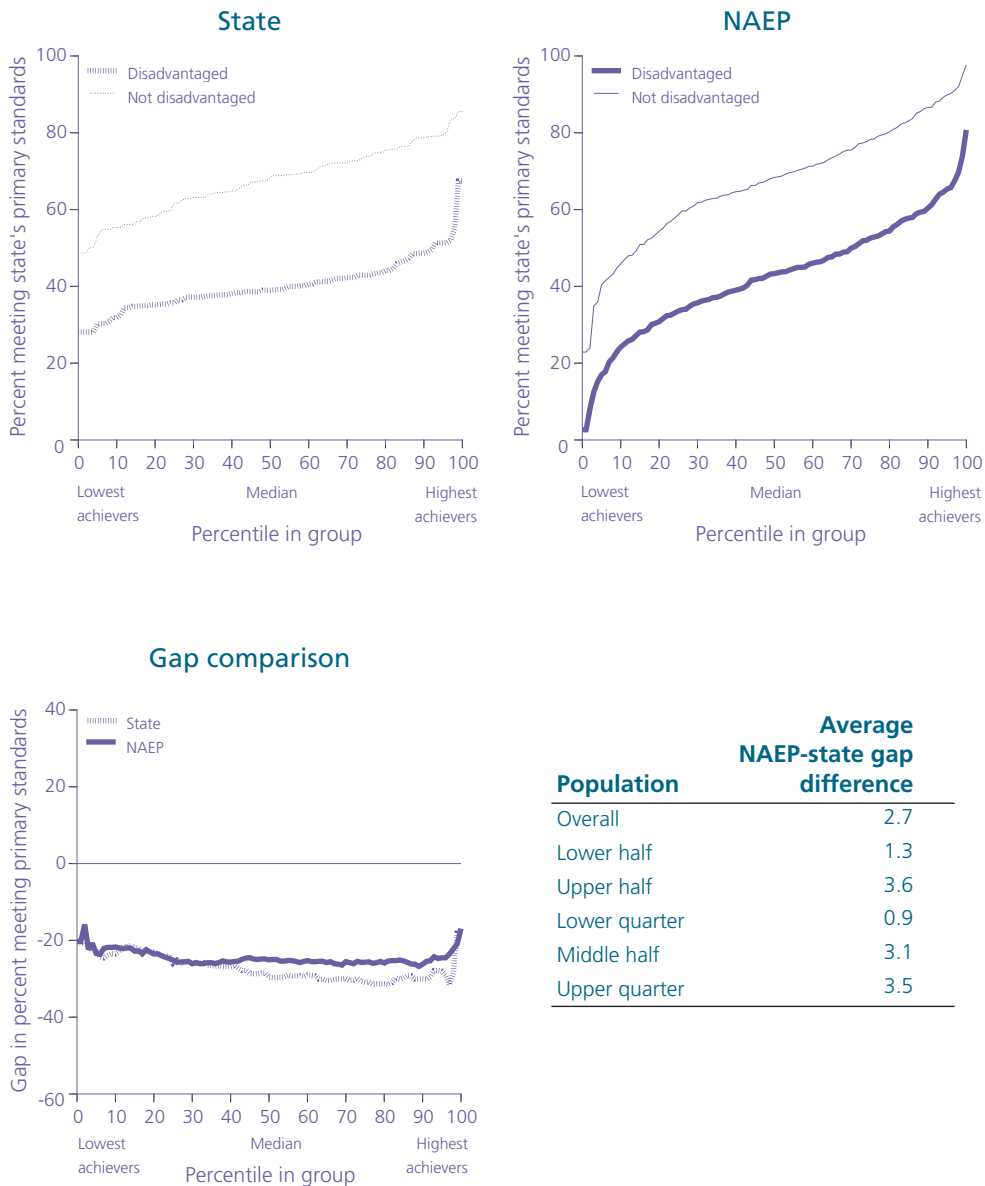 State
Percent meeting state's primary standards
100
80
60
40
20
0
Disadvantaged
Not disadvantaged
0 10 20 30 40 50 60 70 80 90 100
Lowest achievers
Median
Highest achievers
Percentile in group
NAEP
Percent meeting state's primary standards
100
80
60
40
20
0
Disadvantaged
Not disadvantaged
0 10 20 30 40 50 60 70 80 90 100
Lowest achievers
Median
Highest achievers
Percentile in group
Gap comparison
Gap in percent meeting primary standards
40
20
0
-20
-40
-60
State
NAEP
0 10 20 30 40 50 60 70 80 90 100
Lowest achievers
Median
Highest achievers
Percentile in group
Average
NAEP-state gap
Population difference
Overall 2.7
Lower half 1.3
Upper half 3.6
Lower quarter 0.9
Middle half 3.1
Upper quarter 3.5